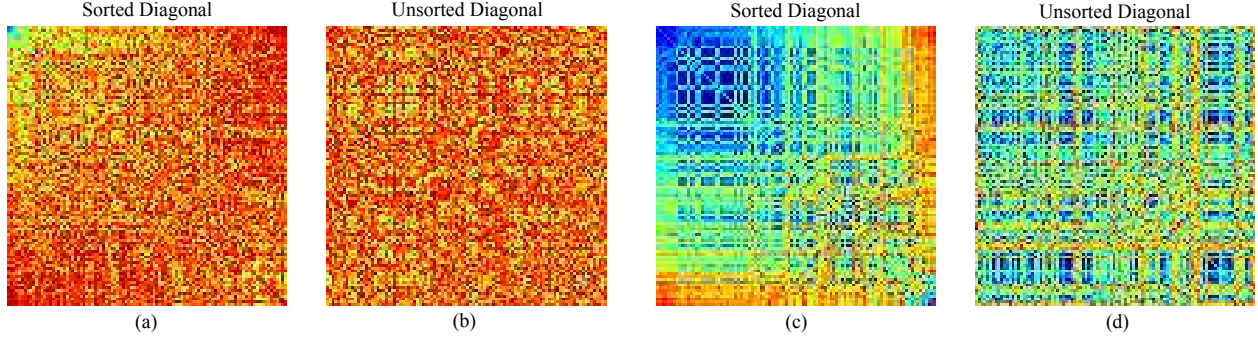 Sorted Diagonal
Unsorted Diagonal
Sorted Diagonal
Unsorted Diagonal
(a)
(b)
(c)
(d)